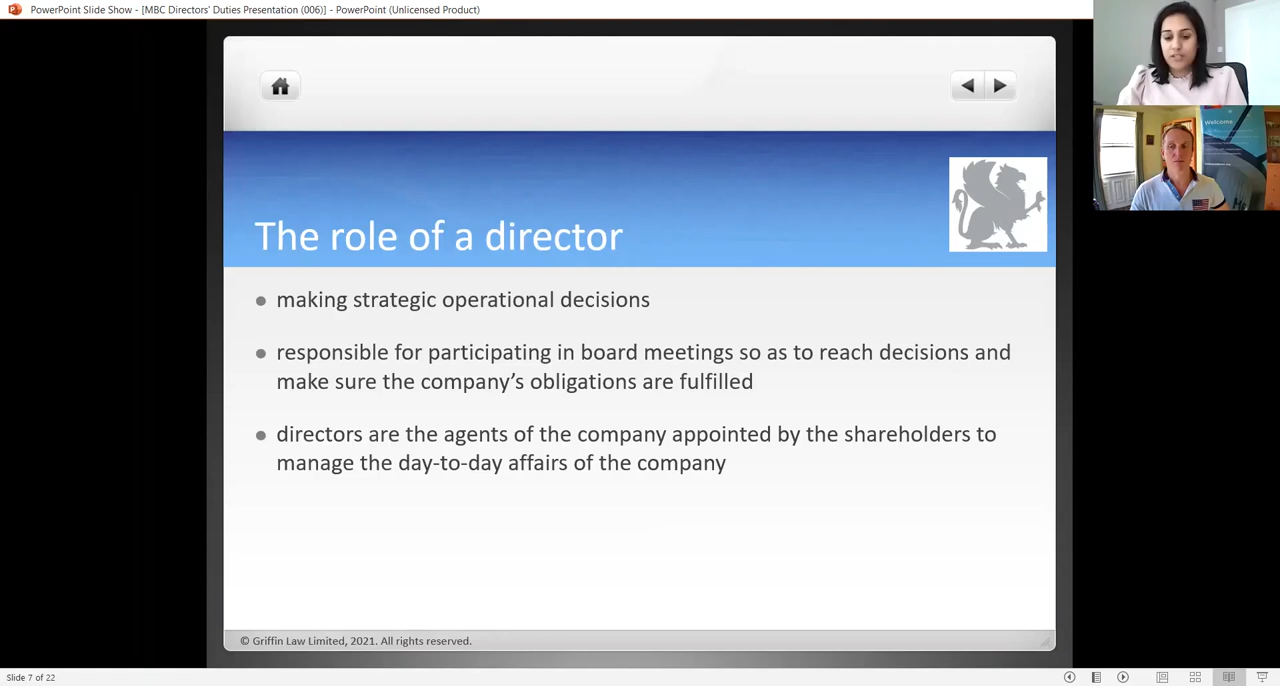 PowerPoint Slide Show - [MBC Directors' Duties Presentation (006)] - PowerPoint (Unlicensed Product)
Welcome
The role of a director
making strategic operational decisions
responsible for participating in board meetings so as to reach decisions and
make sure the company’s obligations are fulfilled
directors are the agents of the company appointed by the shareholders to
manage the day-to-day affairs of the company
© Griffin Law Limited, 2021. All rights reserved.
Slide 7 of 22